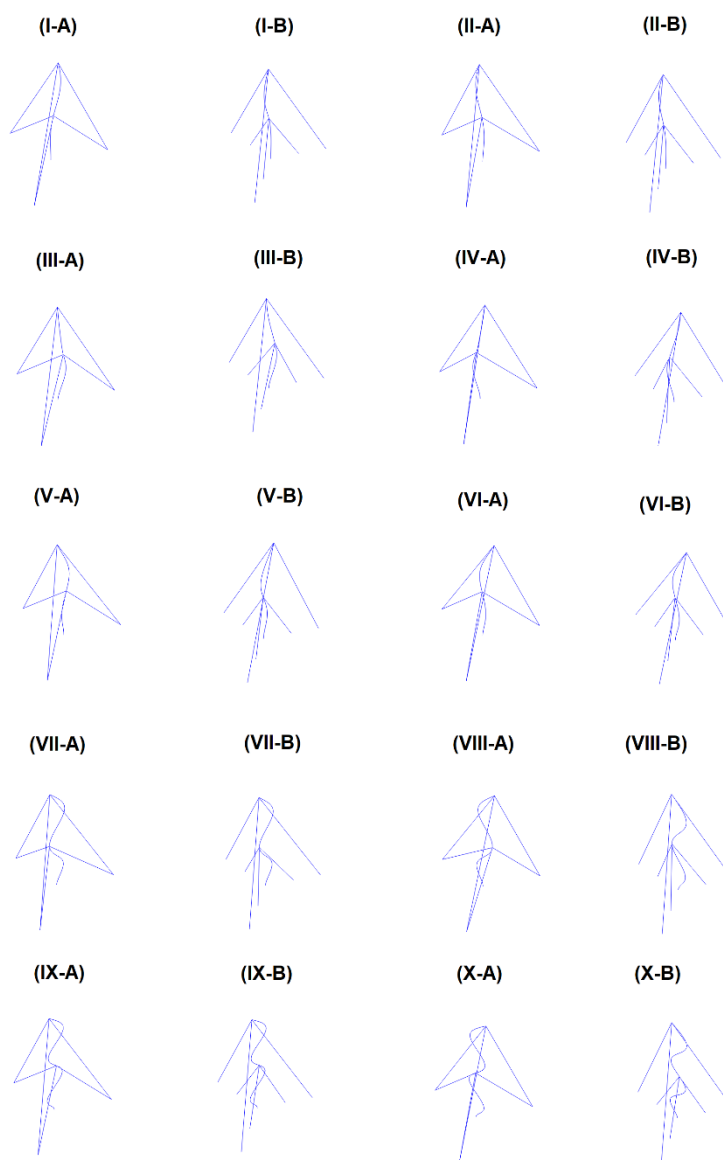 (I-A) (I-B) (II-A) (II-B)
(III-A) (III-B) (IV-A) (IV-B)
(V-A) (V-B) (VI-A) (VI-B)
(VII-A) (VII-B) (VIII-A) (VIII-B)
(IX-A) (IX-B) (X-A) (X-B)